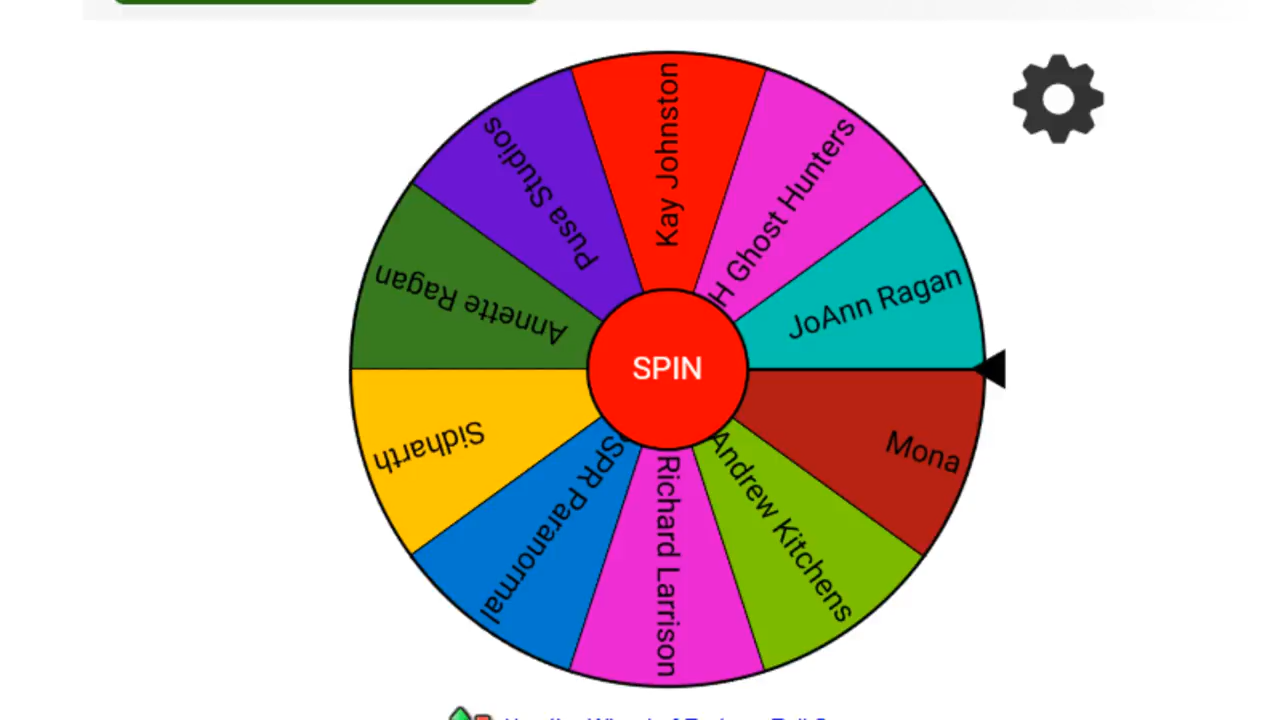 Kay Johnston
H Ghost Hunters
JoAnn Ragan
Mona
Andrew Kitchens
Richard Larrison
SPR Paranormal
Sidharth
Annette Ragan
Pusa Studios
SPIN